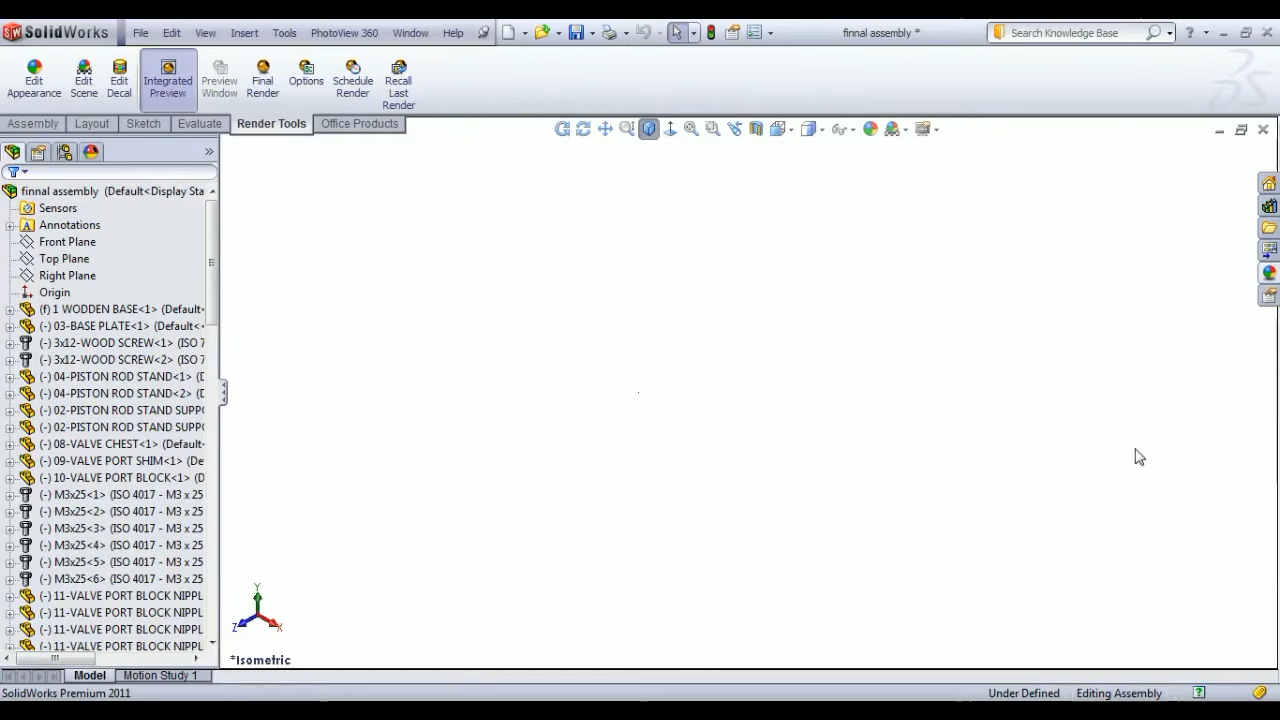 SolidWorks File Edit View Insert Tools PhotoView 360 Window Help finnal assembly * Search Knowledge Base
Edit Appearance
Edit Scene
Edit Decal
Integrated Preview
Preview Window
Final Render
Options
Schedule Render
Recall Last Render
Assembly Layout Sketch Evaluate Render Tools Office Products
finnal assembly (Default<Display Sta
Sensors
Annotations
Front Plane
Top Plane
Right Plane
Origin
(f) 1 WODDEN BASE<1> (Default<
(-) 03-BASE PLATE<1> (Default<<
(-) 3x12-WOOD SCREW<1> (ISO 7
(-) 3x12-WOOD SCREW<2> (ISO 7
(-) 04-PISTON ROD STAND<1> (D
(-) 04-PISTON ROD STAND<2> (D
(-) 02-PISTON ROD STAND SUPPO
(-) 02-PISTON ROD STAND SUPPO
(-) 08-VALVE CHEST<1> (Default<
(-) 09-VALVE PORT SHIM<1> (De
(-) 10-VALVE PORT BLOCK<1> (D
(-) M3x25<1> (ISO 4017 - M3 x 25
(-) M3x25<2> (ISO 4017 - M3 x 25
(-) M3x25<3> (ISO 4017 - M3 x 25
(-) M3x25<4> (ISO 4017 - M3 x 25
(-) M3x25<5> (ISO 4017 - M3 x 25
(-) M3x25<6> (ISO 4017 - M3 x 25
(-) 11-VALVE PORT BLOCK NIPPL
(-) 11-VALVE PORT BLOCK NIPPL
(-) 11-VALVE PORT BLOCK NIPPL
(-) 11-VALVE PORT BLOCK NIPPL
Y
Z X
*Isometric
Model Motion Study 1
SolidWorks Premium 2011 Under Defined Editing Assembly